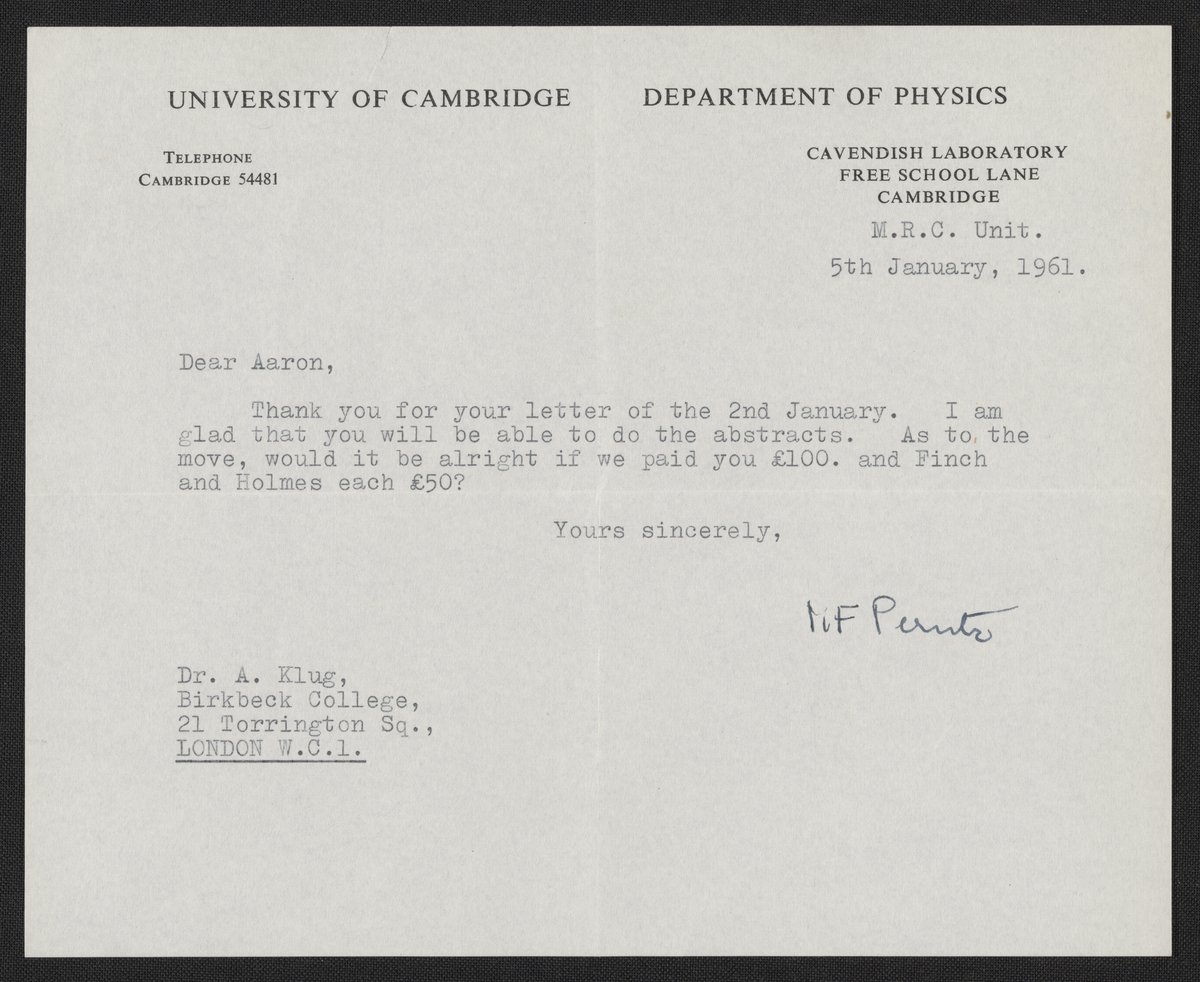 UNIVERSITY OF CAMBRIDGE DEPARTMENT OF PHYSICS
TELEPHONE
CAMBRIDGE 54481
CAVENDISH LABORATORY
FREE SCHOOL LANE
CAMBRIDGE
M.R.C. Unit.
5th January, 1961.
Dear Aaron,
Thank you for your letter of the 2nd January. I am
glad that you will be able to do the abstracts. As to the
move, would it be alright if we paid you £100. and Finch
and Holmes each £50?
Yours sincerely,
MF Perutz
Dr. A. Klug,
Birkbeck College,
21 Torrington Sq.,
LONDON W.C.1.